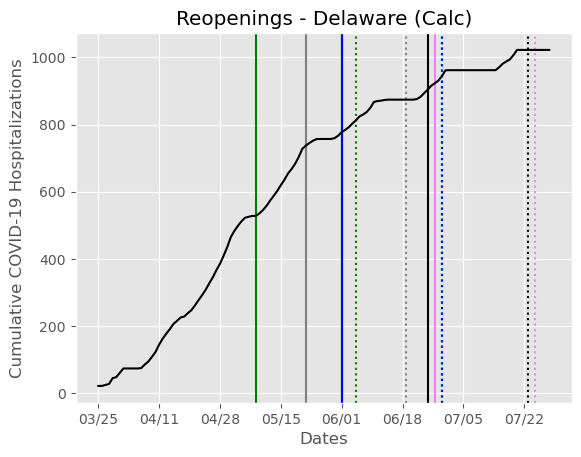 Reopenings - Delaware (Calc)
Cumulative COVID-19 Hospitalizations
1000
800
600
400
200
0
03/25 04/11 04/28 05/15 06/01 06/18 07/05 07/22
Dates